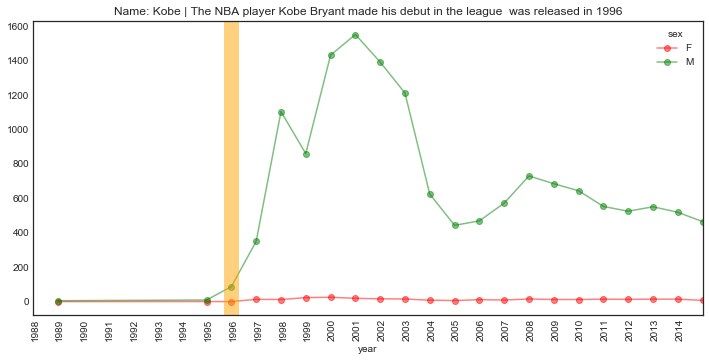 Name: Kobe | The NBA player Kobe Bryant made his debut in the league  was released in 1996
1600
1400
1200
1000
800
600
400
200
0
sex
F
M
1988 1989 1990 1991 1992 1993 1994 1995 1996 1997 1998 1999 2000 2001 2002 2003 2004 2005 2006 2007 2008 2009 2010 2011 2012 2013 2014
year